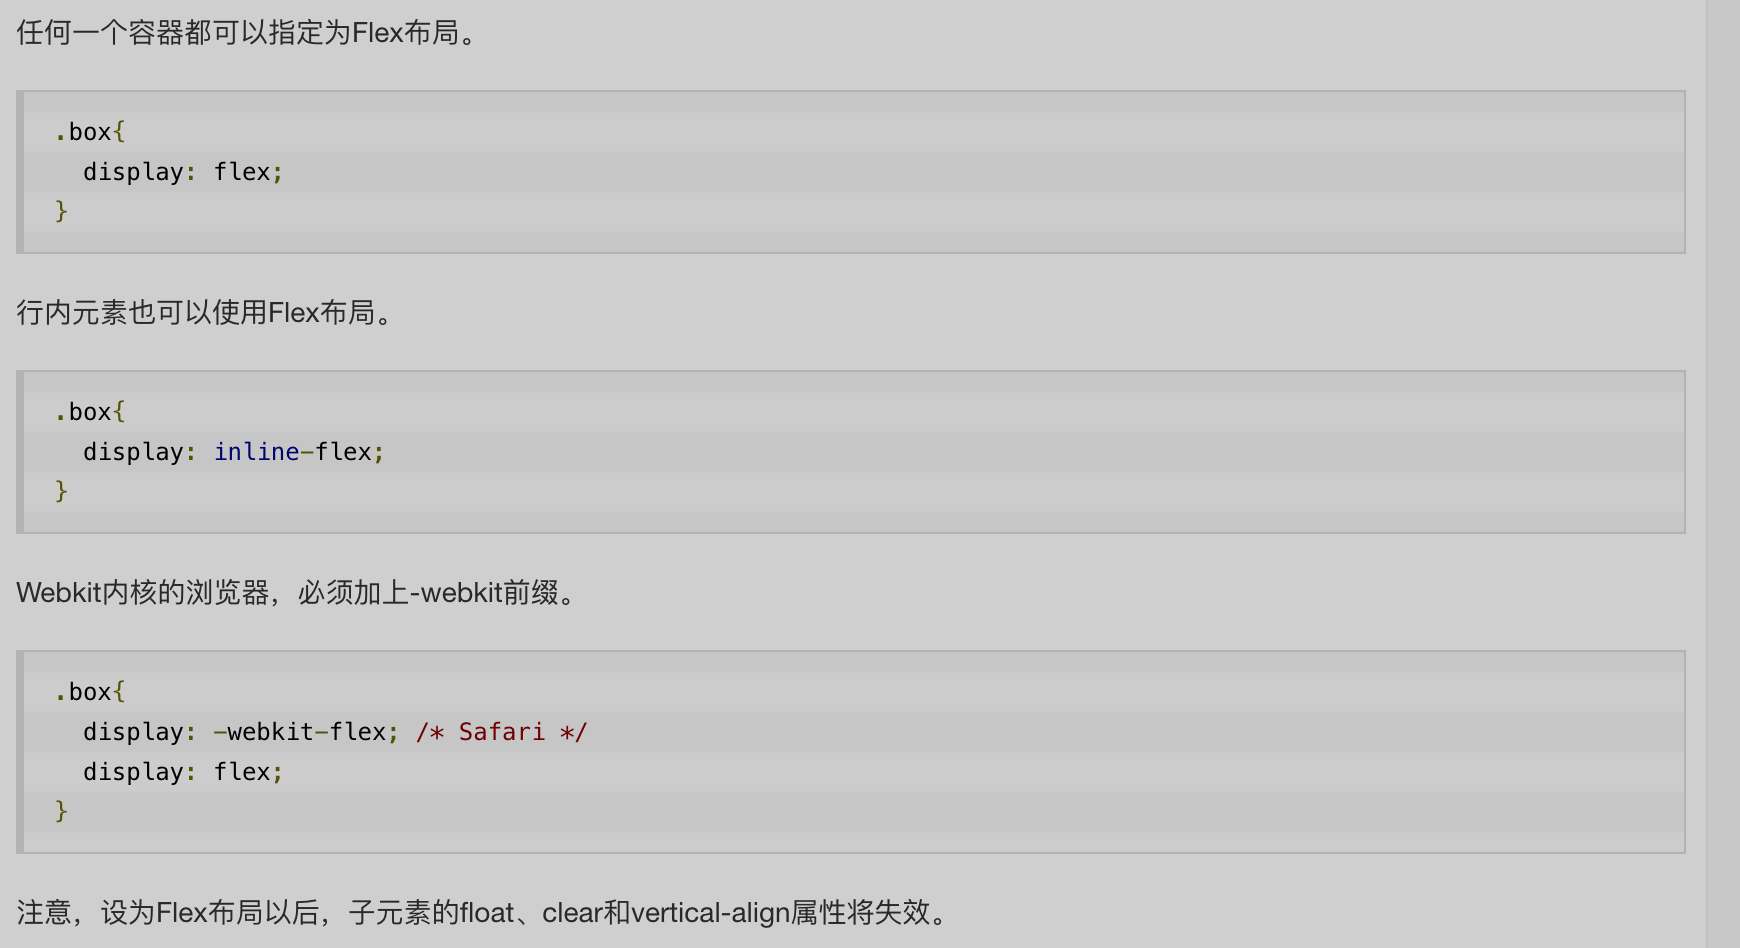 任何一个容器都可以指定为Flex布局。
.box{
  display: flex;
}
行内元素也可以使用Flex布局。
.box{
  display: inline-flex;
}
Webkit内核的浏览器，必须加上-webkit前缀。
.box{
  display: -webkit-flex; /* Safari */
  display: flex;
}
注意，设为Flex布局以后，子元素的float、clear和vertical-align属性将失效。